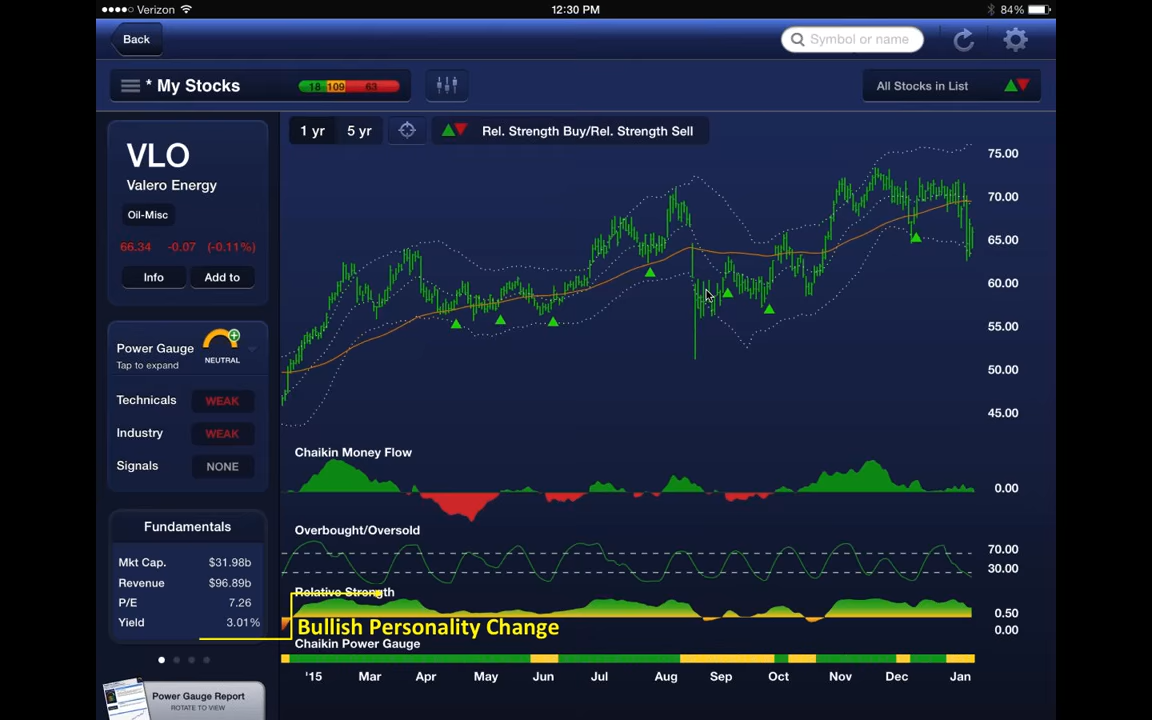 Verizon
12:30 PM
84%
Back
Symbol or name
* My Stocks
18 109 63
All Stocks in List
VLO
Valero Energy
Oil-Misc
66.34 -0.07 (-0.11%)
Info
Add to
Power Gauge
Tap to expand
NEUTRAL
Technicals WEAK
Industry WEAK
Signals NONE
Fundamentals
Mkt Cap. $31.98b
Revenue $96.89b
P/E 7.26
Yield 3.01%
Power Gauge Report
ROTATE TO VIEW
1 yr
5 yr
Rel. Strength Buy/Rel. Strength Sell
75.00
70.00
65.00
60.00
55.00
50.00
45.00
Chaikin Money Flow
0.00
Overbought/Oversold
70.00
30.00
Relative Strength
0.50
0.00
Bullish Personality Change
Chaikin Power Gauge
'15 Mar Apr May Jun Jul Aug Sep Oct Nov Dec Jan